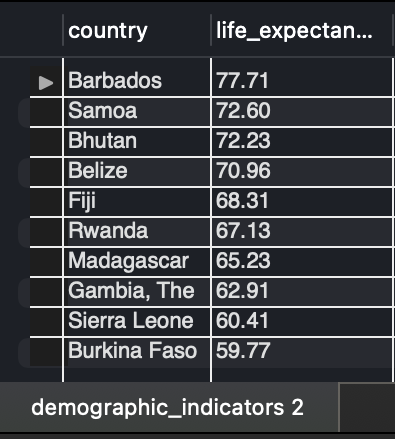 country life_expectan...
Barbados 77.71
Samoa 72.60
Bhutan 72.23
Belize 70.96
Fiji 68.31
Rwanda 67.13
Madagascar 65.23
Gambia, The 62.91
Sierra Leone 60.41
Burkina Faso 59.77
demographic_indicators 2